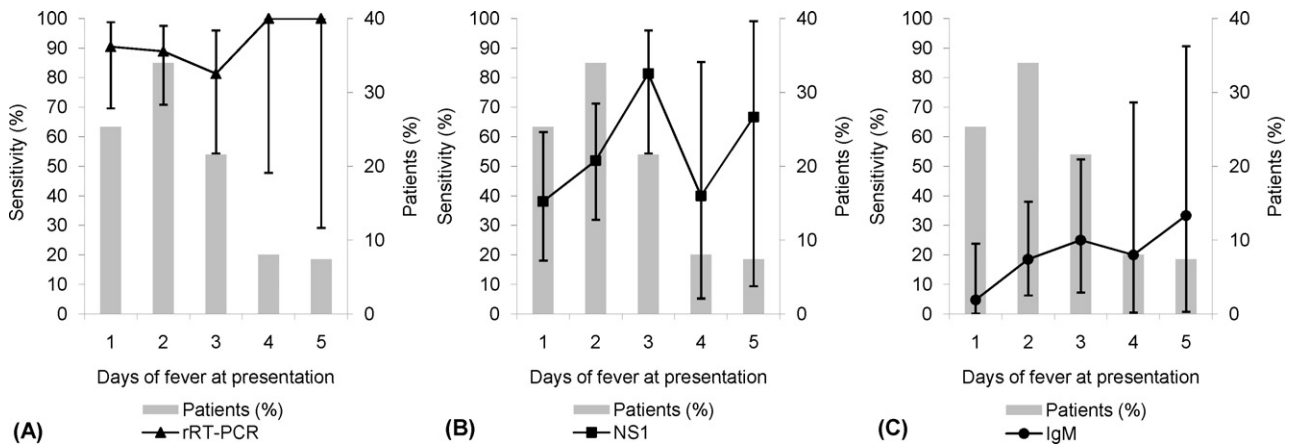 100
90
80
70
60
50
40
30
20
10
0
Sensitivity (%)
40
30
20
10
0
Patients (%)
1 2 3 4 5
Days of fever at presentation
Patients (%)
rRT-PCR
(A)
100
90
80
70
60
50
40
30
20
10
0
Sensitivity (%)
40
30
20
10
0
Patients (%)
1 2 3 4 5
Days of fever at presentation
Patients (%)
NS1
(B)
100
90
80
70
60
50
40
30
20
10
0
Sensitivity (%)
40
30
20
10
0
Patients (%)
1 2 3 4 5
Days of fever at presentation
Patients (%)
IgM
(C)